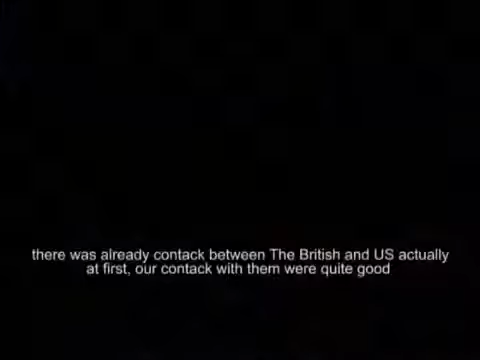 there was already contack between The British and US actually
at first, our contack with them were quite good